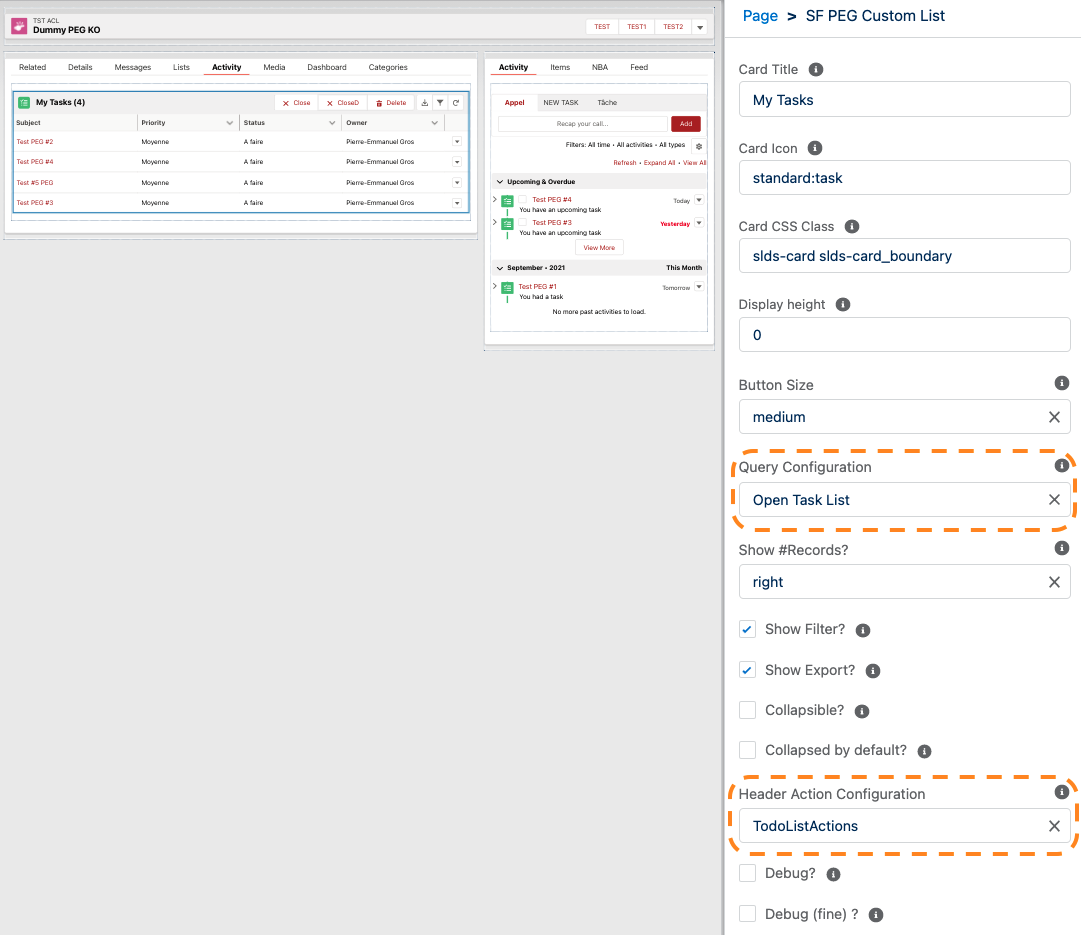 TST ACL
Dummy PEG KO
TEST TEST1 TEST2
Related Details Messages Lists Activity Media Dashboard Categories
My Tasks (4) Close CloseD Delete
Subject Priority Status Owner
Test PEG #2 Moyenne A faire Pierre-Emmanuel Gros
Test PEG #4 Moyenne A faire Pierre-Emmanuel Gros
Test #5 PEG Moyenne A faire Pierre-Emmanuel Gros
Test PEG #3 Moyenne A faire Pierre-Emmanuel Gros
Activity Items NBA Feed
Appel NEW TASK Tâche
Recap your call... Add
Filters: All time • All activities • All types
Refresh • Expand All • View All
Upcoming & Overdue
Test PEG #4 Today
You have an upcoming task
Test PEG #3 Yesterday
You have an upcoming task
View More
September • 2021 This Month
Test PEG #1 Tomorrow
You had a task
No more past activities to load.
Page > SF PEG Custom List
Card Title
My Tasks
Card Icon
standard:task
Card CSS Class
slds-card slds-card_boundary
Display height
0
Button Size
medium
Query Configuration
Open Task List
Show #Records?
right
Show Filter?
Show Export?
Collapsible?
Collapsed by default?
Header Action Configuration
TodoListActions
Debug?
Debug (fine) ?